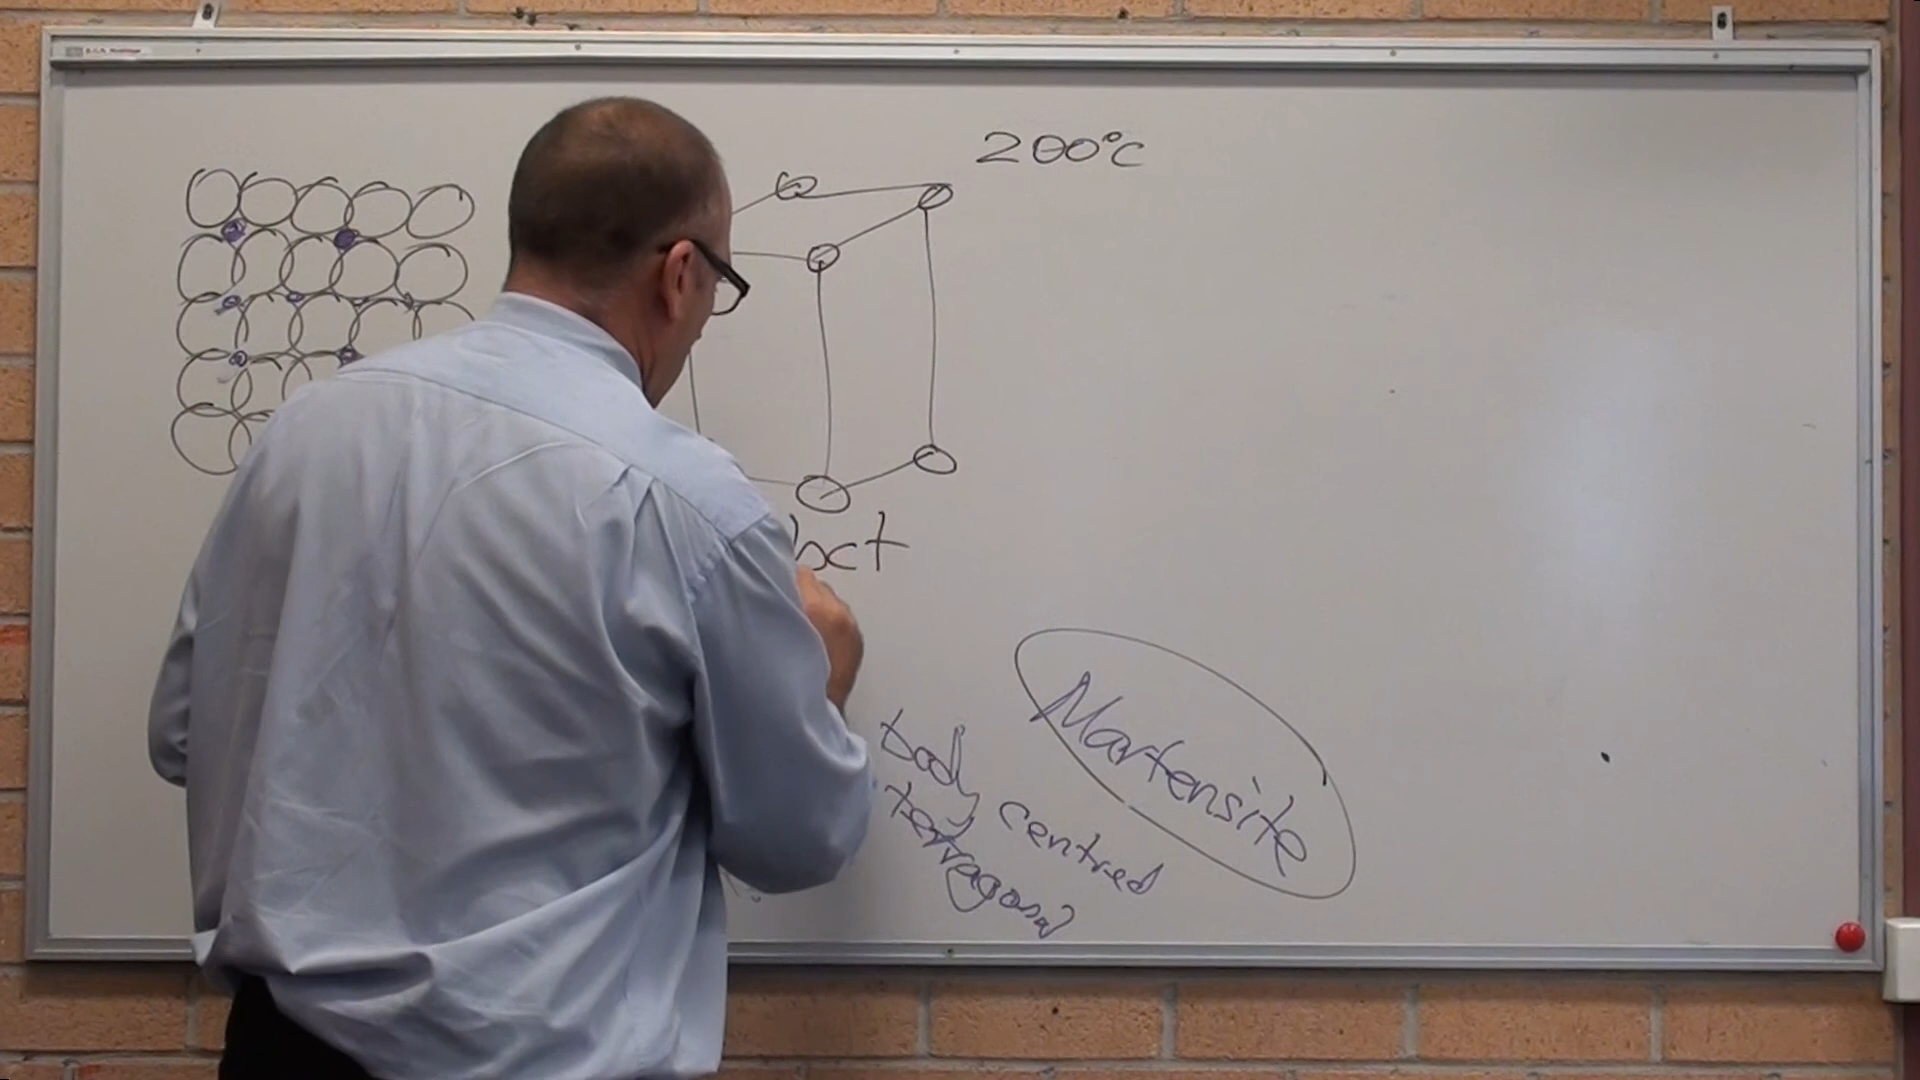 200°C
bct
Martensite
body centred
tetragonal